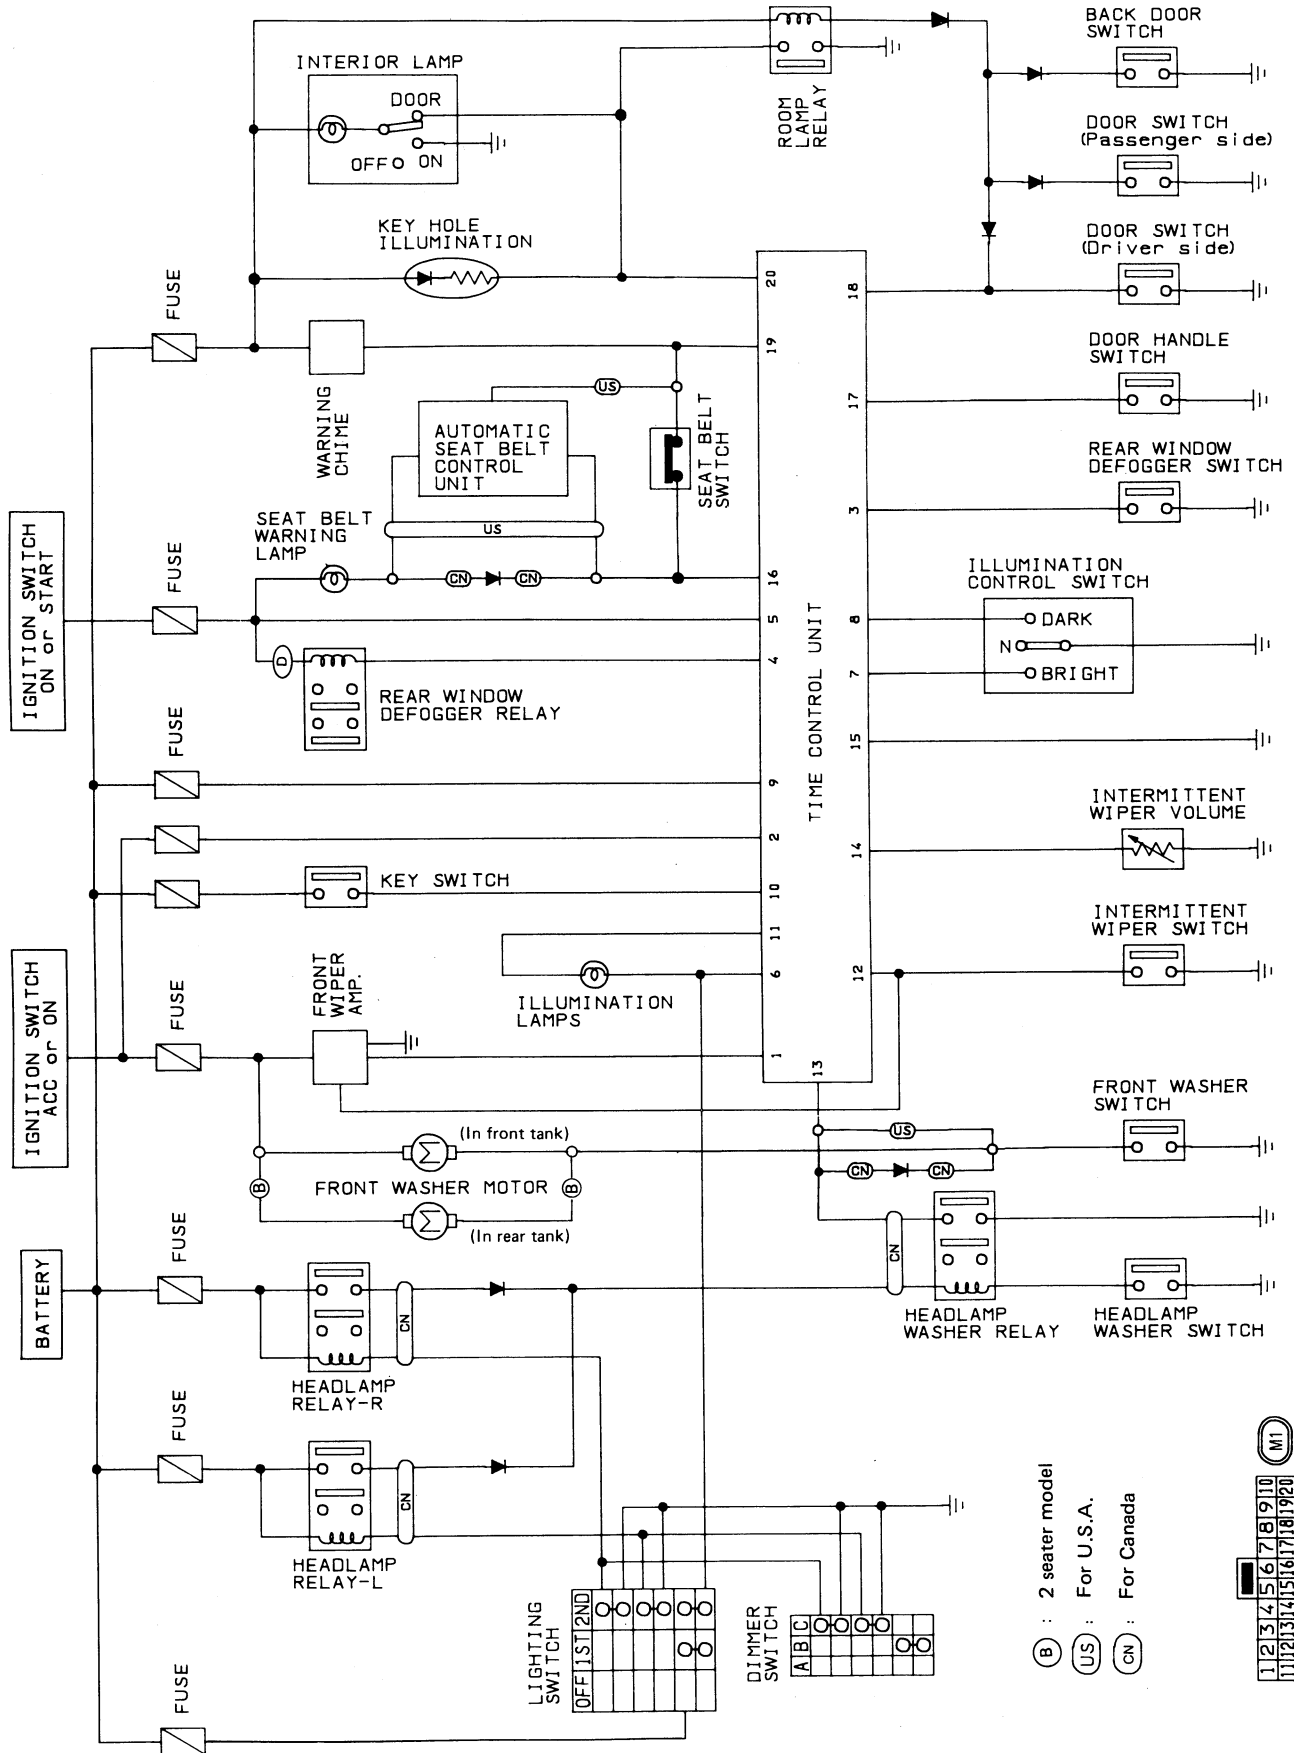 BACK DOOR
SWITCH
INTERIOR LAMP
DOOR
OFF
ON
ROOM
LAMP
RELAY
DOOR SWITCH
(Passenger side)
KEY HOLE
ILLUMINATION
DOOR SWITCH
(Driver side)
FUSE
20
18
19
DOOR HANDLE
SWITCH
WARNING
CHIME
US
17
AUTOMATIC
SEAT BELT
CONTROL
UNIT
SEAT BELT
SWITCH
REAR WINDOW
DEFOGGER SWITCH
SEAT BELT
WARNING
LAMP
US
3
IGNITION SWITCH
ON or START
FUSE
CN
CN
16
ILLUMINATION
CONTROL SWITCH
5
8
DARK
N
BRIGHT
D
4
7
REAR WINDOW
DEFOGGER RELAY
TIME CONTROL UNIT
FUSE
15
9
INTERMITTENT
WIPER VOLUME
2
14
KEY SWITCH
10
INTERMITTENT
WIPER SWITCH
11
IGNITION SWITCH
ACC or ON
FUSE
FRONT
WIPER
AMP.
6
12
ILLUMINATION
LAMPS
1
13
FRONT WASHER
SWITCH
(In front tank)
US
M
B
FRONT WASHER MOTOR
B
CN
CN
M
(In rear tank)
BATTERY
FUSE
CN
CN
HEADLAMP
WASHER RELAY
HEADLAMP
WASHER SWITCH
HEADLAMP
RELAY-R
FUSE
CN
HEADLAMP
RELAY-L
LIGHTING
SWITCH
OFF 1ST 2ND
DIMMER
SWITCH
A B C
FUSE
B : 2 seater model
US : For U.S.A.
CN : For Canada
M1
1 2 3 4 5 6 7 8 9 10
11 12 13 14 15 16 17 18 19 20